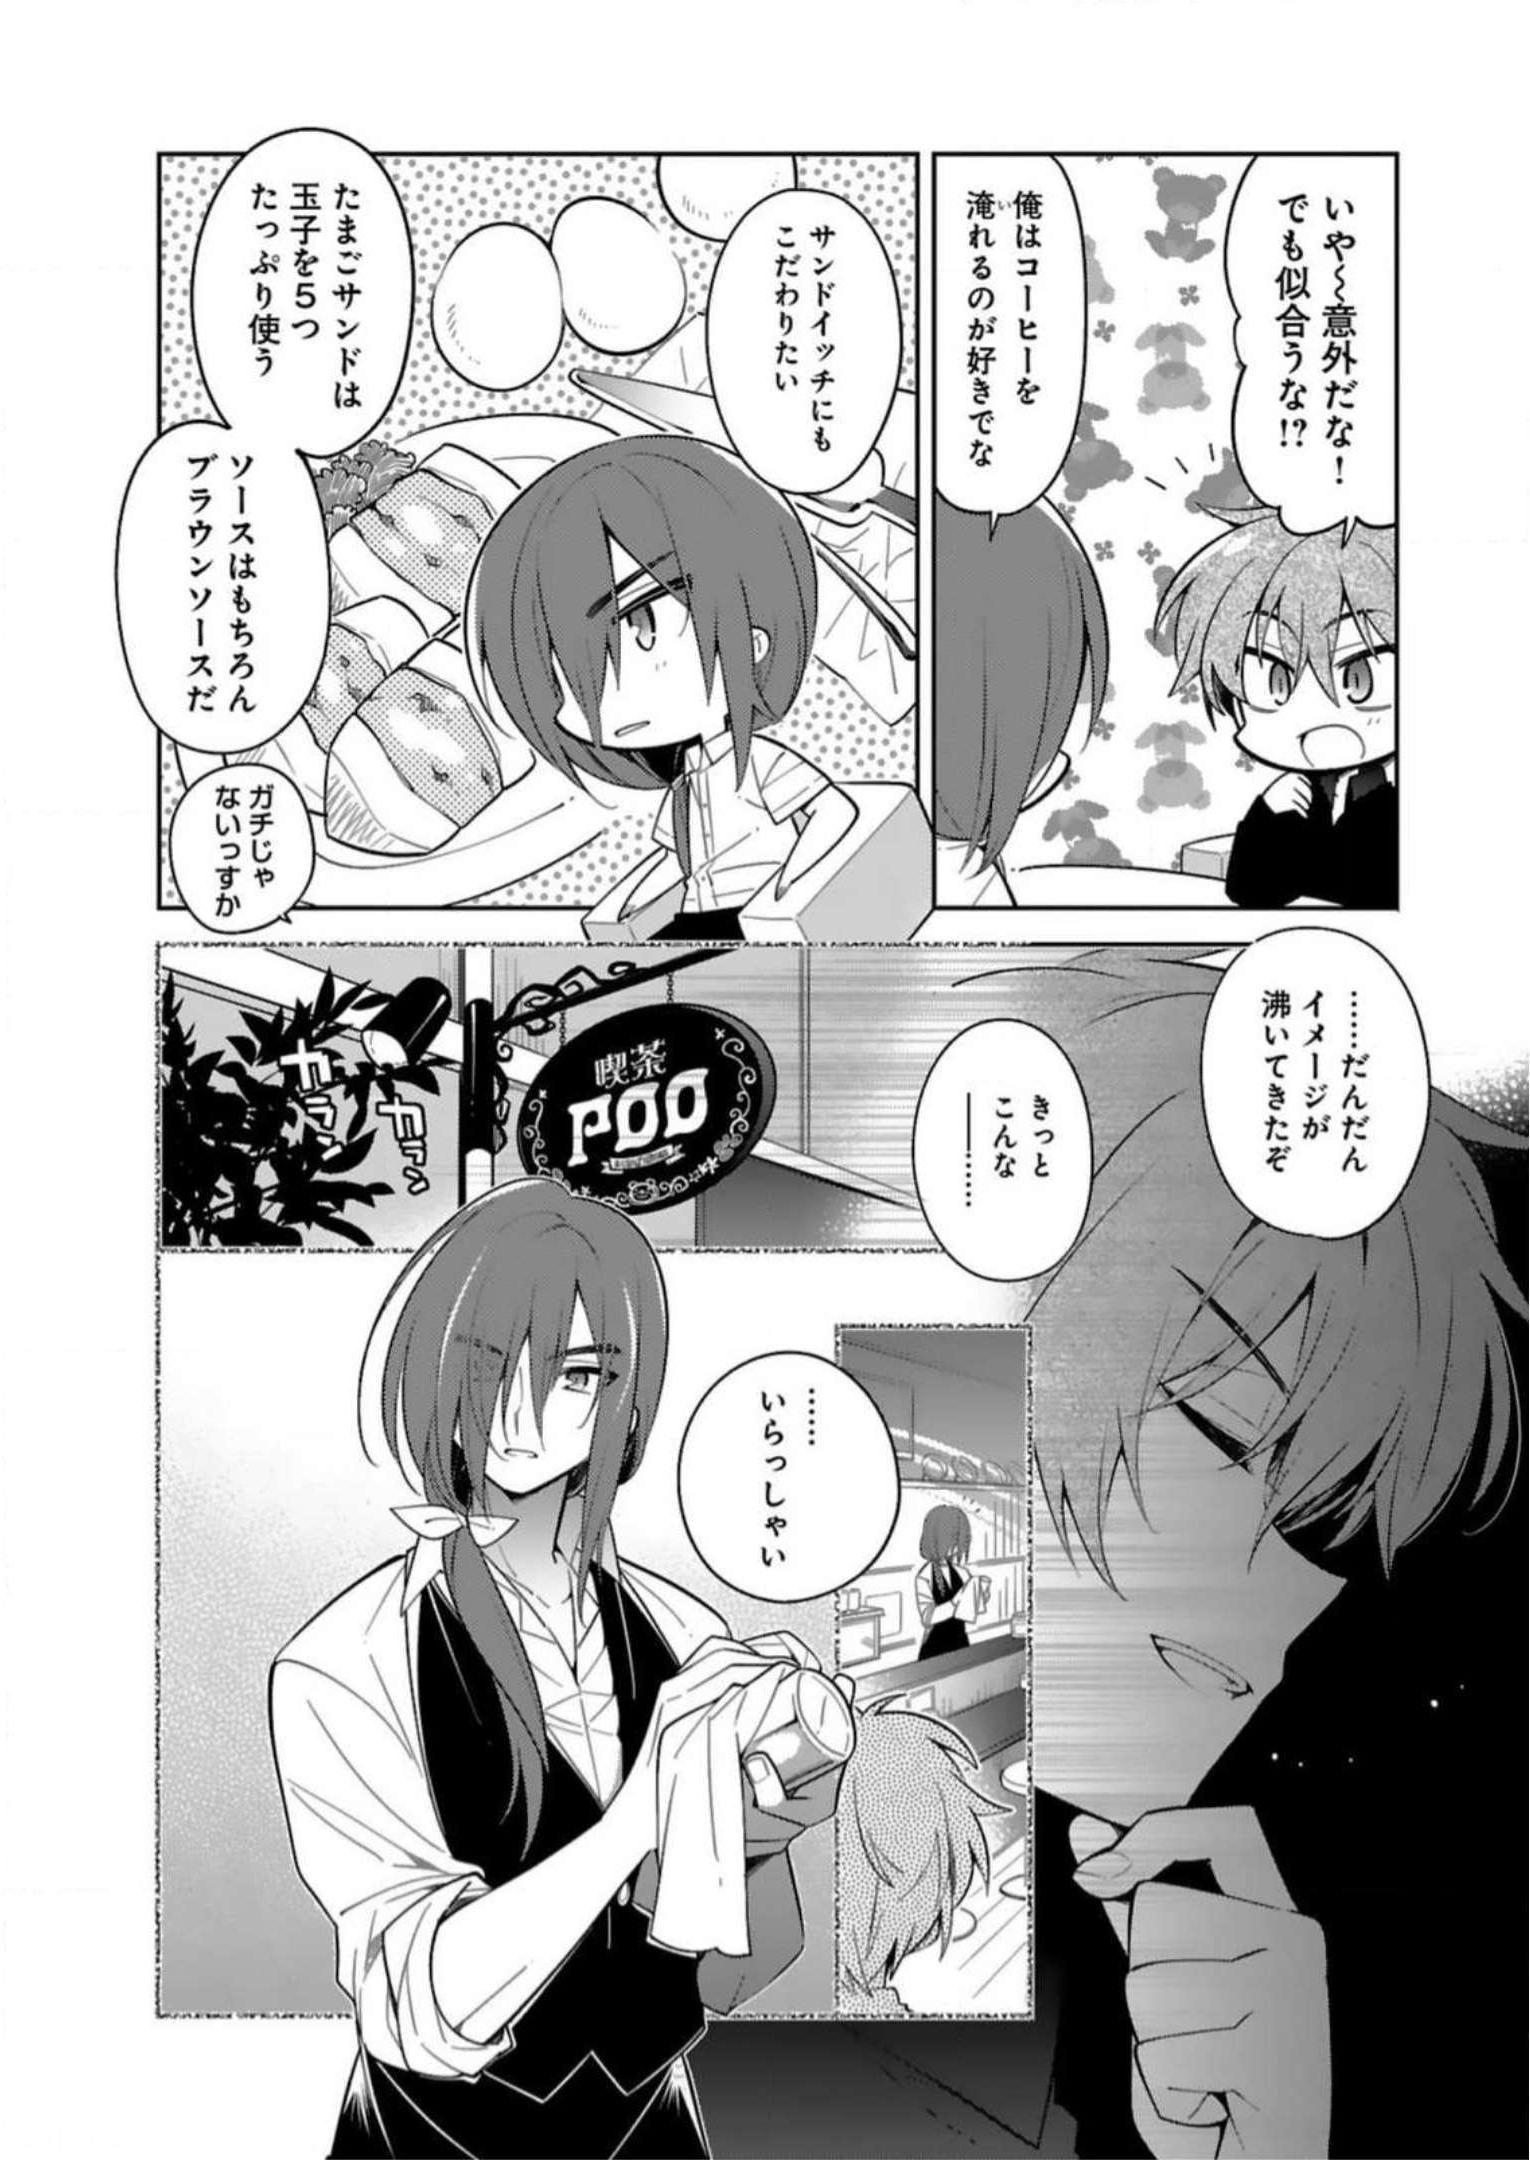 いや～意外だな！
でも似合うな!?
俺はコーヒーを
淹れるのが好きでな
い
サンドイッチにも
こだわりたい
たまごサンドは
玉子を5つ
たっぷり使う
ソースはもちろん
ブラウンソースだ
ガチじゃ
ないっすか
……だんだん
イメージが
沸いてきたぞ
きっと
こんな
――……
喫茶
POO
カラン
カラン
……
いらっしゃい